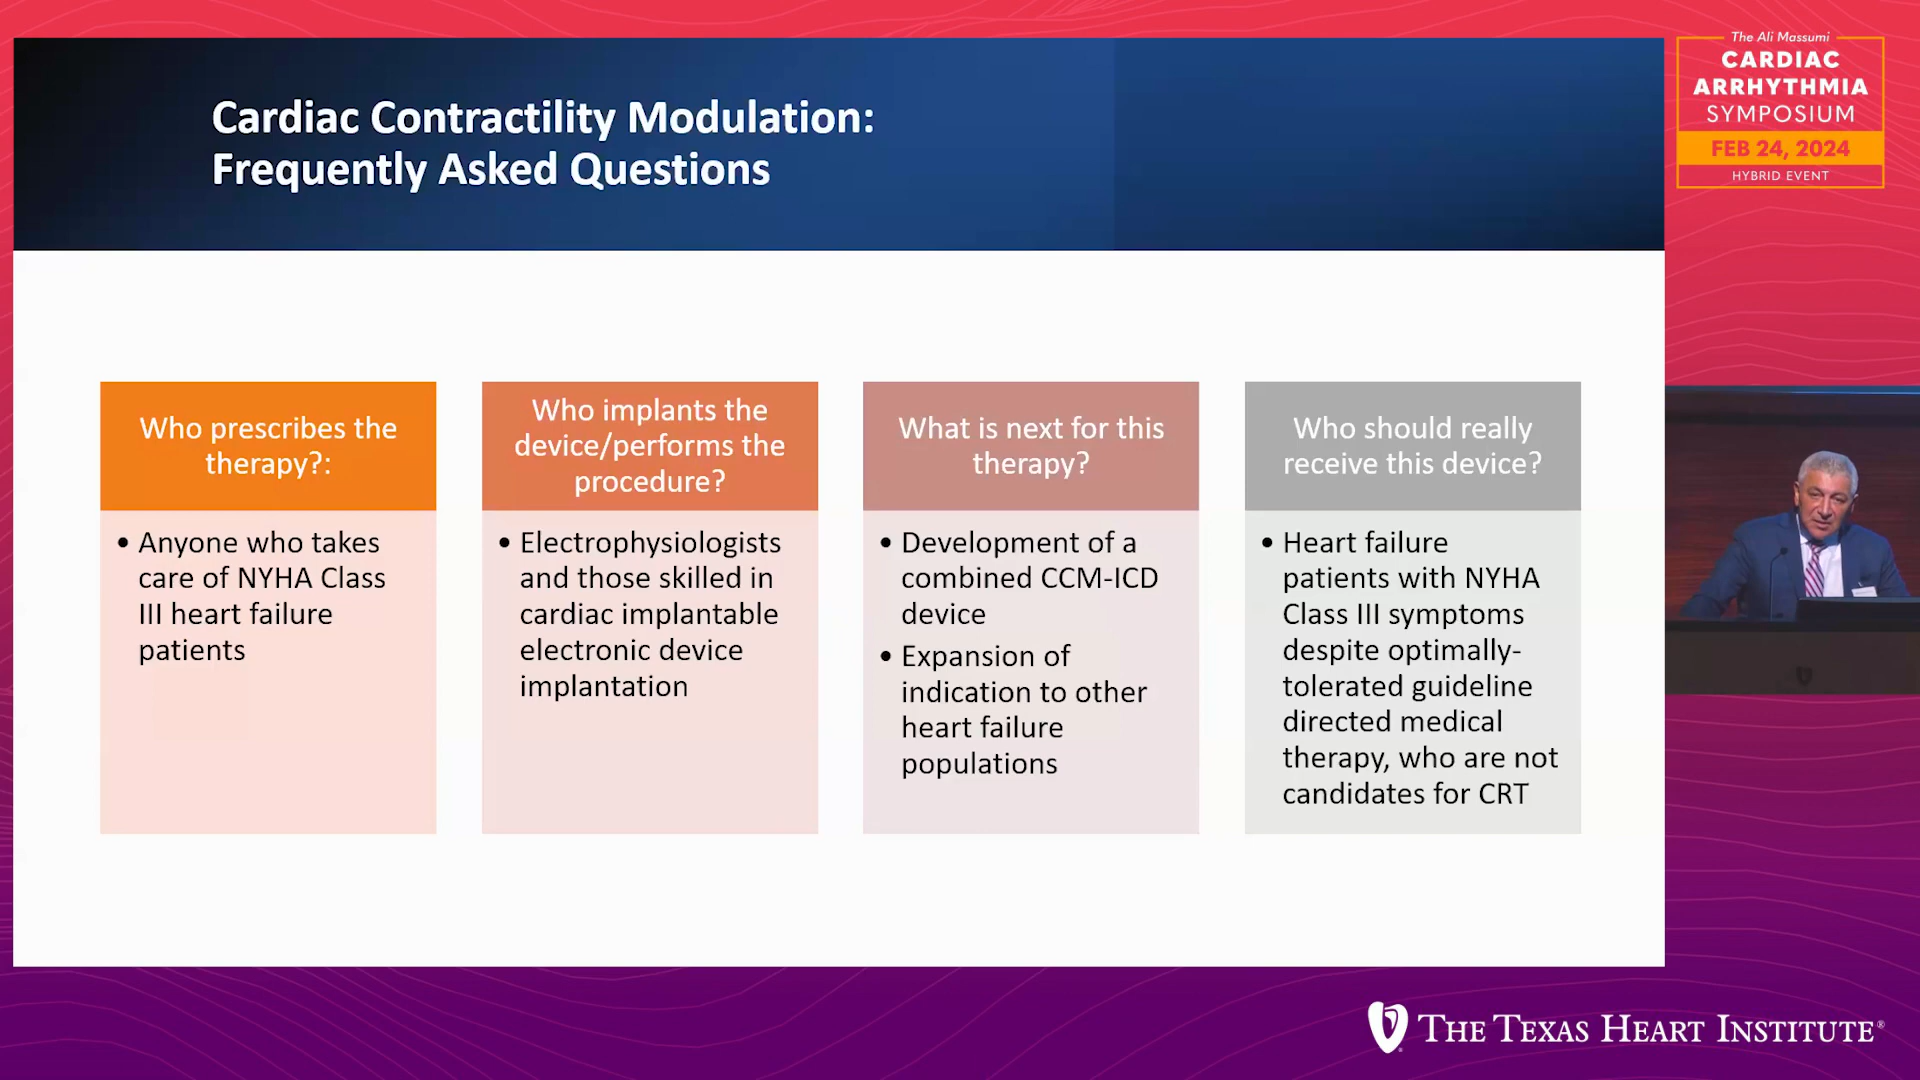 Cardiac Contractility Modulation:
Frequently Asked Questions
The Ali Massumi
CARDIAC
ARRHYTHMIA
SYMPOSIUM
FEB 24, 2024
HYBRID EVENT
Who prescribes the
therapy?:
• Anyone who takes
care of NYHA Class
III heart failure
patients
Who implants the
device/performs the
procedure?
• Electrophysiologists
and those skilled in
cardiac implantable
electronic device
implantation
What is next for this
therapy?
• Development of a
combined CCM-ICD
device
• Expansion of
indication to other
heart failure
populations
Who should really
receive this device?
• Heart failure
patients with NYHA
Class III symptoms
despite optimally-
tolerated guideline
directed medical
therapy, who are not
candidates for CRT
THE TEXAS HEART INSTITUTE®